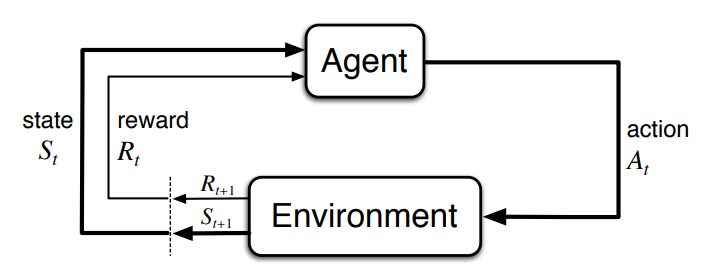 Agent
state
S_t
reward
R_t
action
A_t
R_{t+1}
S_{t+1}
Environment